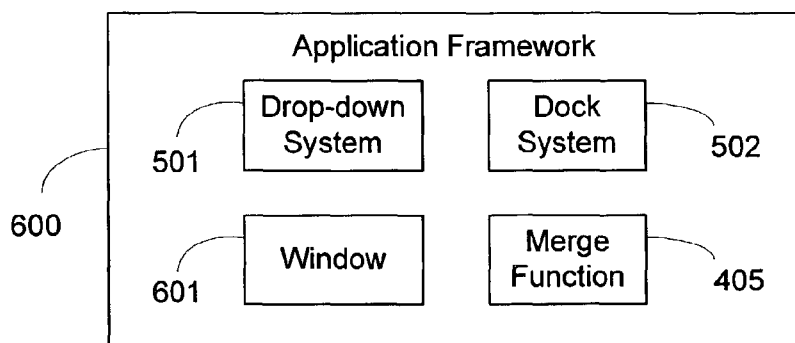 Application Framework
Drop-down
System
Dock
System
501
502
600
Window
Merge
Function
601
405